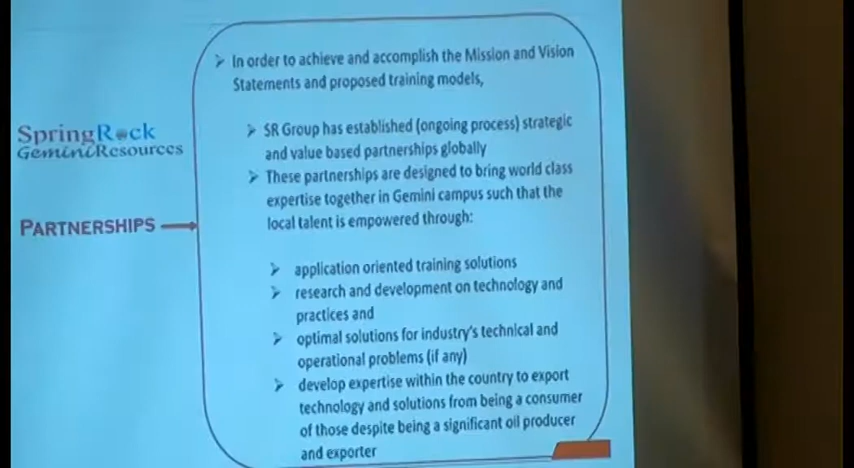 In order to achieve and accomplish the Mission and Vision
Statements and proposed training models,
SR Group has established (ongoing process) strategic
and value based partnerships globally
These partnerships are designed to bring world class
expertise together in Gemini campus such that the
local talent is empowered through:
application oriented training solutions
research and development on technology and
practices and
optimal solutions for industry's technical and
operational problems (if any)
develop expertise within the country to export
technology and solutions from being a consumer
of those despite being a significant oil producer
and exporter
SpringRock
GeminiResources
PARTNERSHIPS